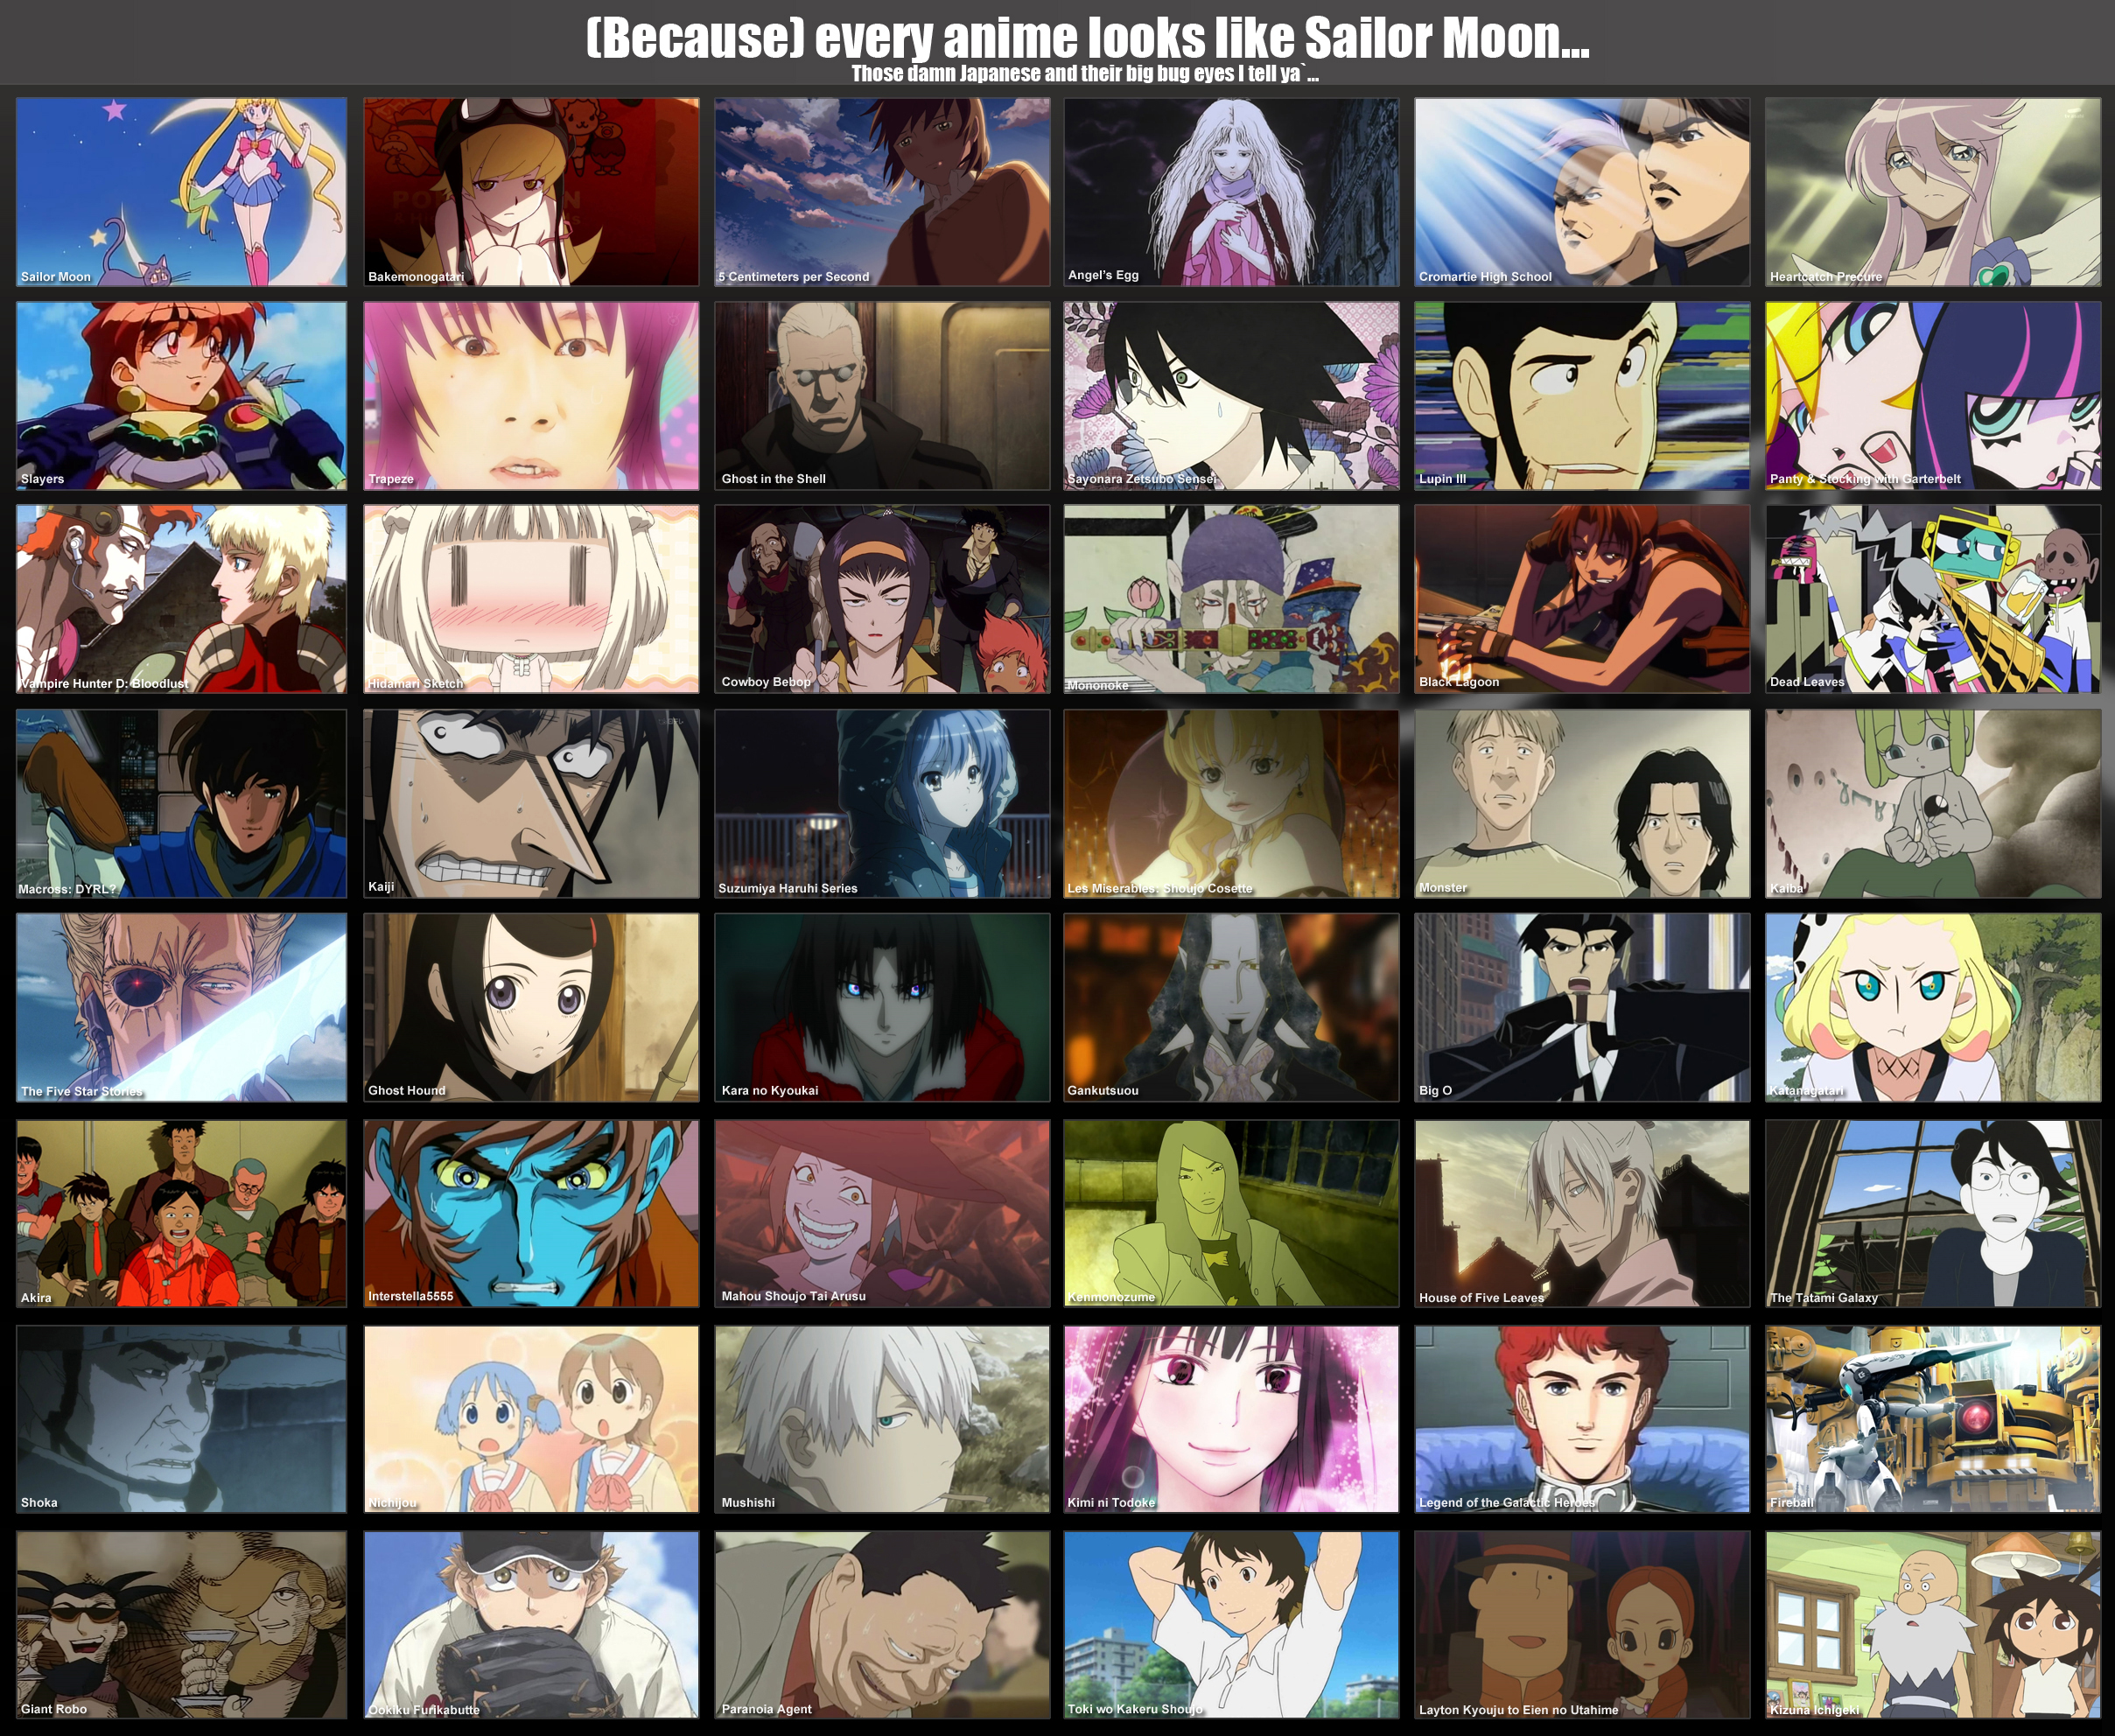 (Because) every anime looks like Sailor Moon...
Those damn Japanese and their big bug eyes I tell ya`...
Sailor Moon
Bakemonogatari
5 Centimeters per Second
Angel's Egg
Cromartie High School
Heartcatch Precure
Slayers
Trapeze
Ghost in the Shell
Sayonara Zetsubo Sensei
Lupin III
Panty & Stocking with Garterbelt
Vampire Hunter D: Bloodlust
Hidamari Sketch
Cowboy Bebop
Mononoke
Black Lagoon
Dead Leaves
Macross: DYRL?
Kaiji
Suzumiya Haruhi Series
Les Miserables: Shoujo Cosette
Monster
Kaiba
The Five Star Stories
Ghost Hound
Kara no Kyoukai
Gankutsuou
Big O
Katanagatari
Akira
Interstella5555
Mahou Shoujo Tai Arusu
Kenmonozume
House of Five Leaves
The Tatami Galaxy
Shoka
Nichijou
Mushishi
Kimi ni Todoke
Legend of the Galactic Heroes
Fireball
Giant Robo
Ookiku Furikabutte
Paranoia Agent
Toki wo Kakeru Shoujo
Layton Kyouju to Eien no Utahime
Kizuna Ichigeki